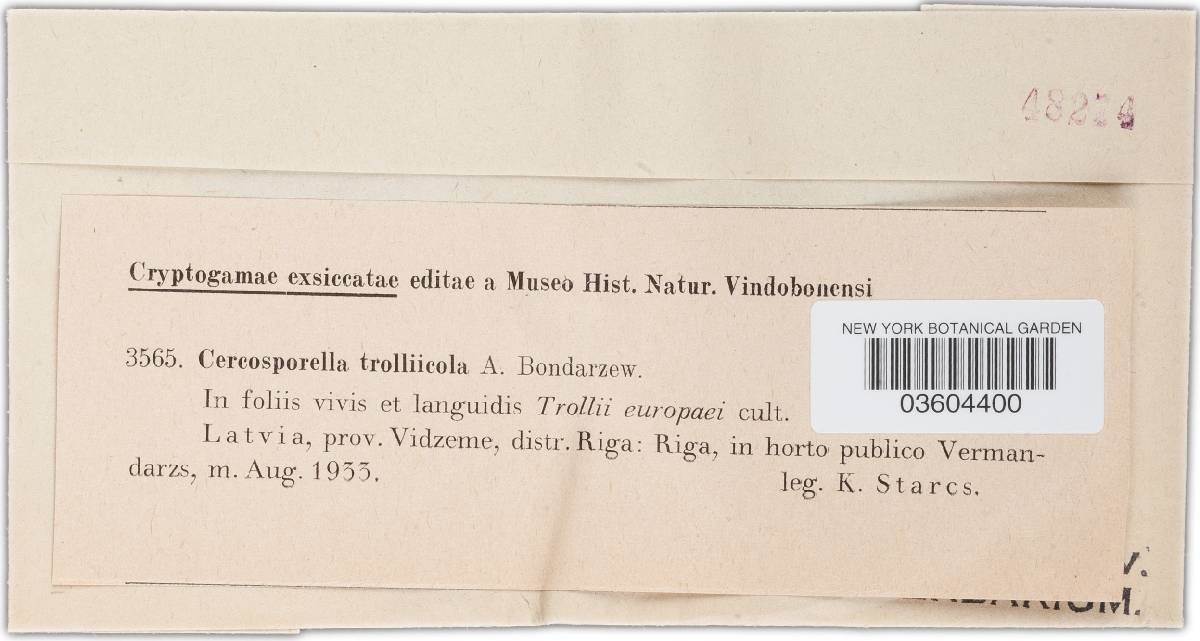 48214
Cryptogamae exsiccatae editae a Museo Hist. Natur. Vindobonensi
NEW YORK BOTANICAL GARDEN
03604400
3565. Cercosporella trolliicola A. Bondarzew.
In foliis vivis et languidis Trollii europaei cult.
Latvia, prov. Vidzeme, distr. Riga: Riga, in horto publico Verman-
darzs, m. Aug. 1933.
leg. K. Starcs.